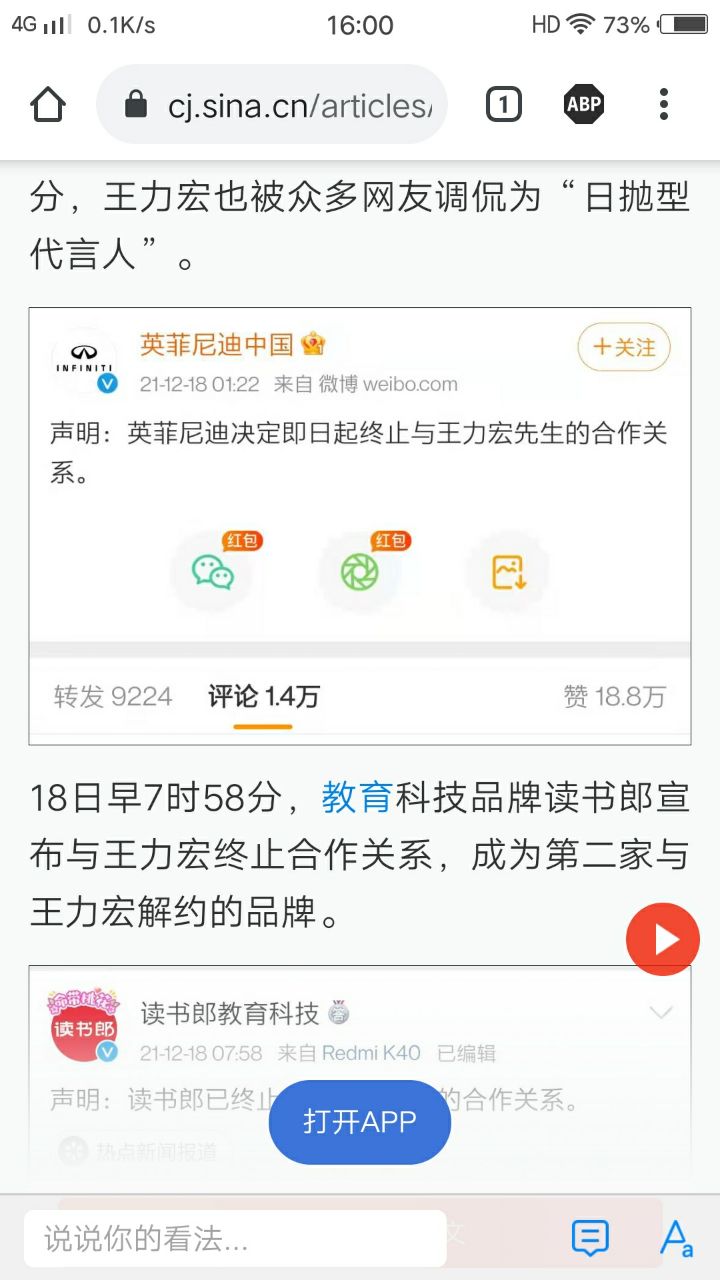 4G 0.1K/s 16:00 HD 73%
cj.sina.cn/articles/ 1 ABP
分，王力宏也被众多网友调侃为“日抛型
代言人”。
英菲尼迪中国 +关注
INFINITI
21-12-18 01:22 来自 微博 weibo.com
声明：英菲尼迪决定即日起终止与王力宏先生的合作关
系。
红包 红包
转发 9224 评论 1.4万 赞 18.8万
18日早7时58分，教育科技品牌读书郎宣
布与王力宏终止合作关系，成为第二家与
王力宏解约的品牌。
命带桃花
读书郎 读书郎教育科技
21-12-18 07:58 来自 Redmi K40 已编辑
声明：读书郎已终止 的合作关系。
打开APP
热点新闻报道
说说你的看法... 文
Aa